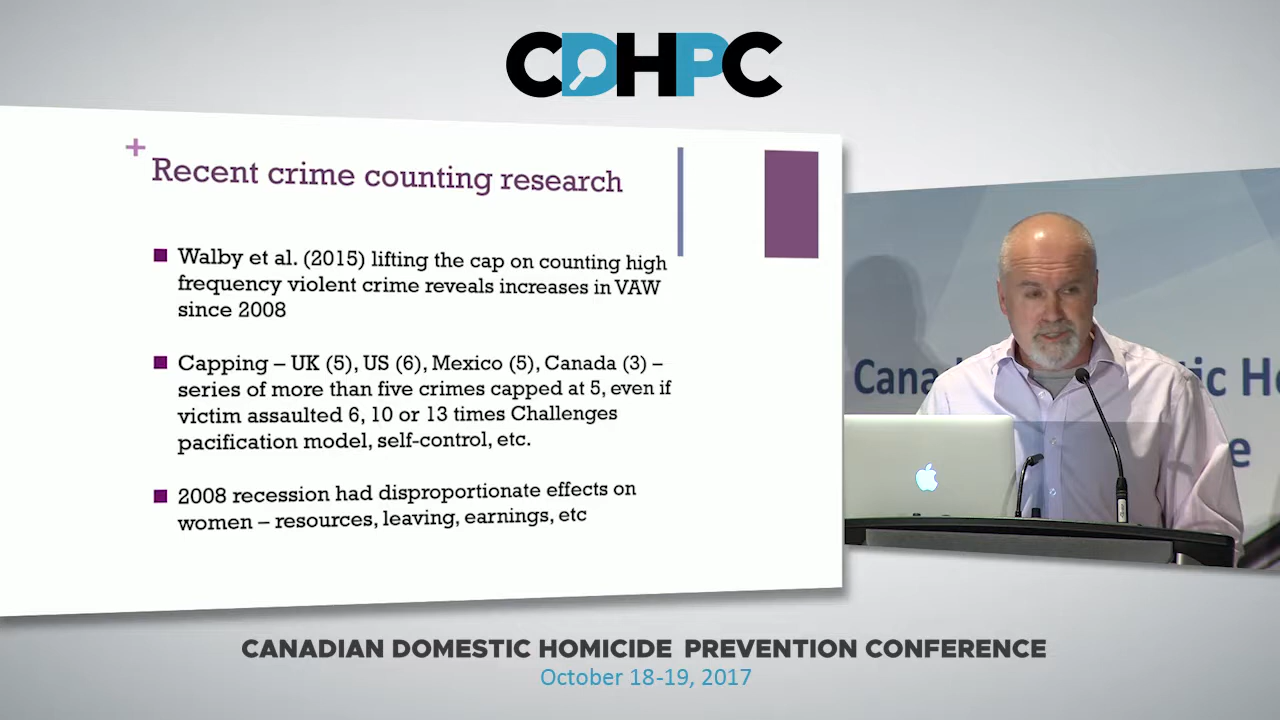 CDHPC
+
Recent crime counting research
Walby et al. (2015) lifting the cap on counting high
frequency violent crime reveals increases in VAW
since 2008
Capping – UK (5), US (6), Mexico (5), Canada (3) –
series of more than five crimes capped at 5, even if
victim assaulted 6, 10 or 13 times Challenges
pacification model, self-control, etc.
2008 recession had disproportionate effects on
women – resources, leaving, earnings, etc
CANADIAN DOMESTIC HOMICIDE PREVENTION CONFERENCE
October 18-19, 2017